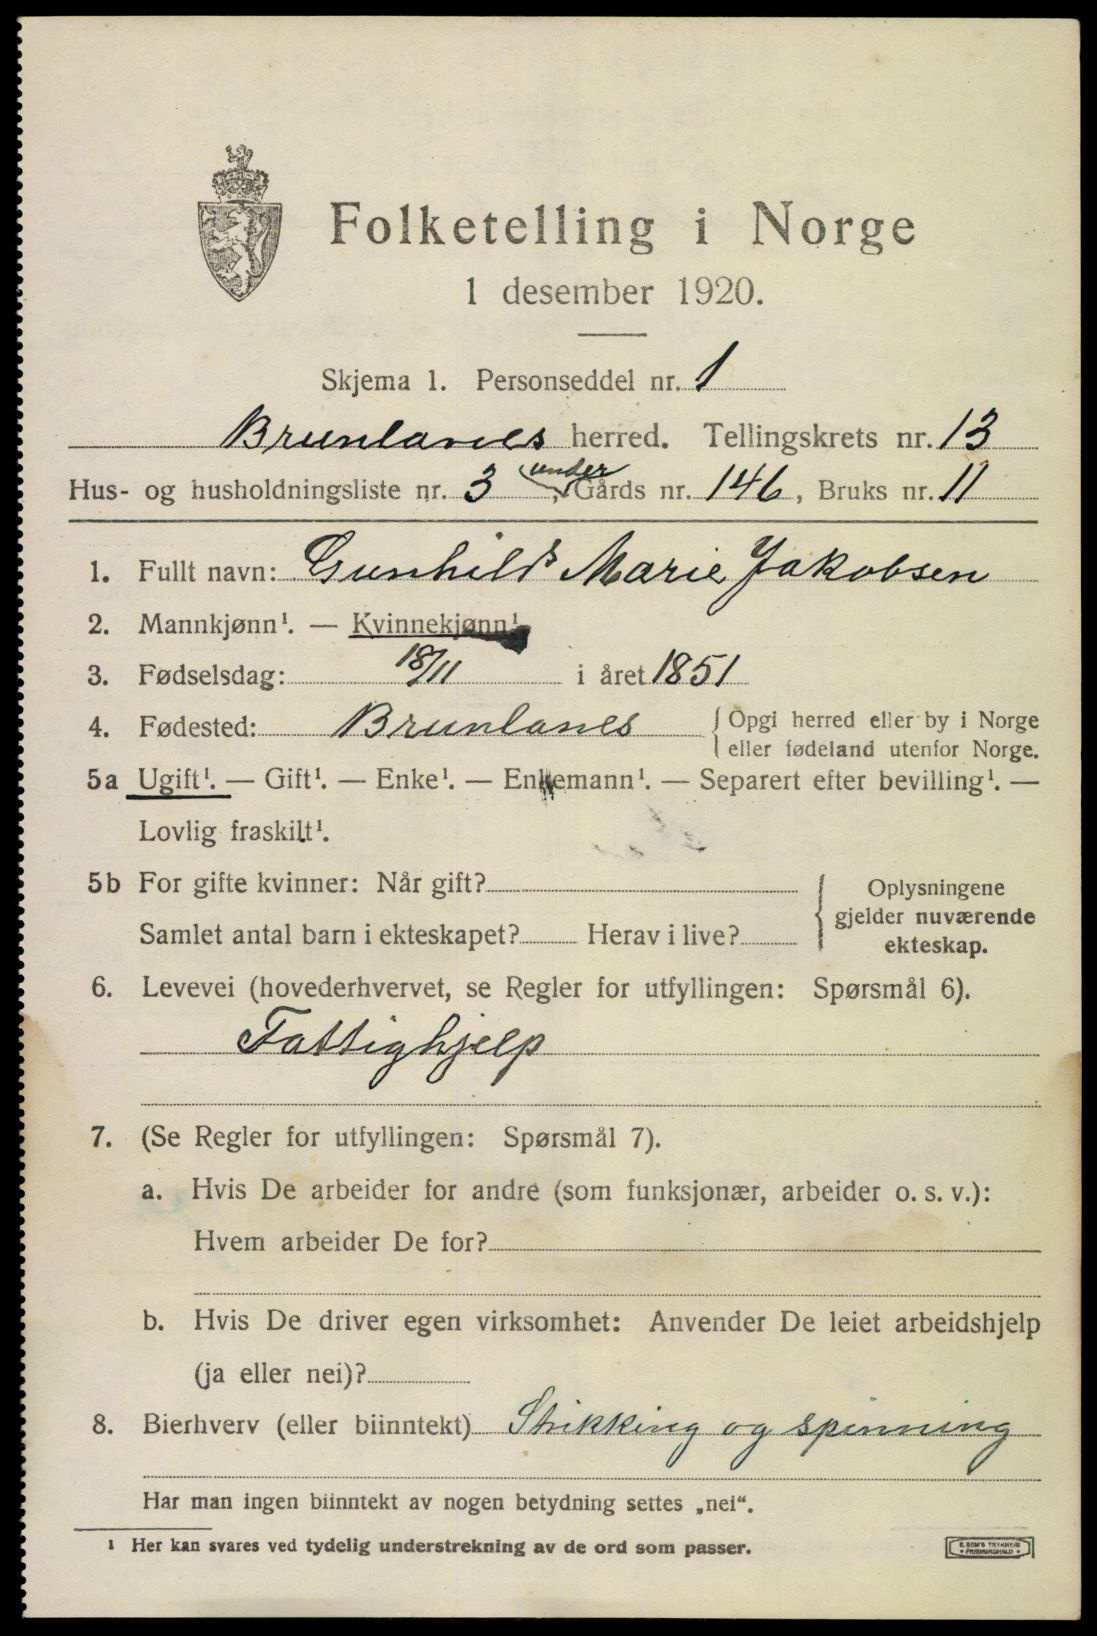 Folketelling i Norge
1 desember 1920.
Skjema 1. Personseddel nr. 1
Brunlanes herred. Tellingskrets nr. 13
Hus- og husholdningsliste nr. 3, under Gårds nr. 146, Bruks nr. 11
1. Fullt navn: Gunhild Marie Jakobsen
2. Mannkjønn¹. — Kvinnekjønn¹.
3. Fødselsdag: 18/11 i året 1851
4. Fødested: Brunlanes { Opgi herred eller by i Norge
eller fødeland utenfor Norge.
5a Ugift¹. — Gift¹. — Enke¹. — Enkemann¹. — Separert efter bevilling¹. —
Lovlig fraskilt¹.
5b For gifte kvinner: Når gift?
Samlet antal barn i ekteskapet? Herav i live?
{ Oplysningene
gjelder nuværende
ekteskap.
6. Levevei (hovederhvervet, se Regler for utfyllingen: Spørsmål 6).
Fattighjelp
7. (Se Regler for utfyllingen: Spørsmål 7).
a. Hvis De arbeider for andre (som funksjonær, arbeider o. s. v.):
Hvem arbeider De for?
b. Hvis De driver egen virksomhet: Anvender De leiet arbeidshjelp
(ja eller nei)?
8. Bierhverv (eller biinntekt) Strikking og spinning
Har man ingen biinntekt av nogen betydning settes „nei“.
¹ Her kan svares ved tydelig understrekning av de ord som passer.
E. SEM'S TRYKKERI
FREDRIKSHALD